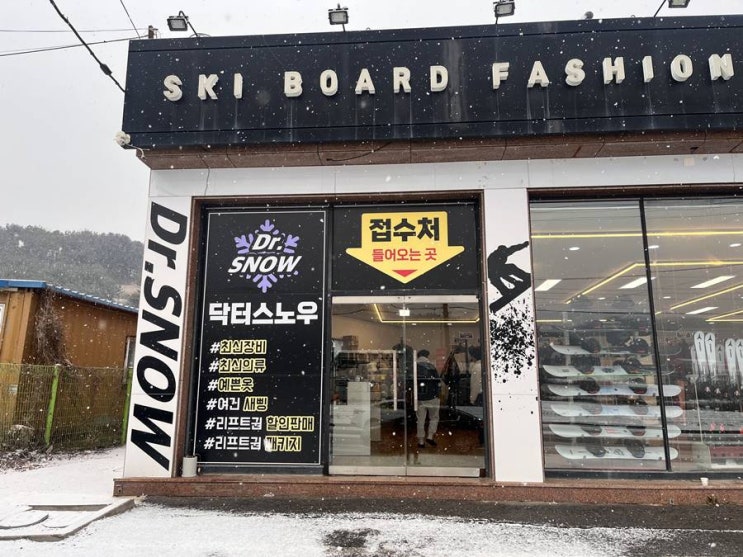 SKI BOARD FASHION
Dr.SNOW
Dr.
SNOW
닥터스노우
#최신장비
#최신의류
#예쁜옷
#여건 새삥
#리프트권 할인판매
#리프트권 패키지
접수처
들어오는 곳